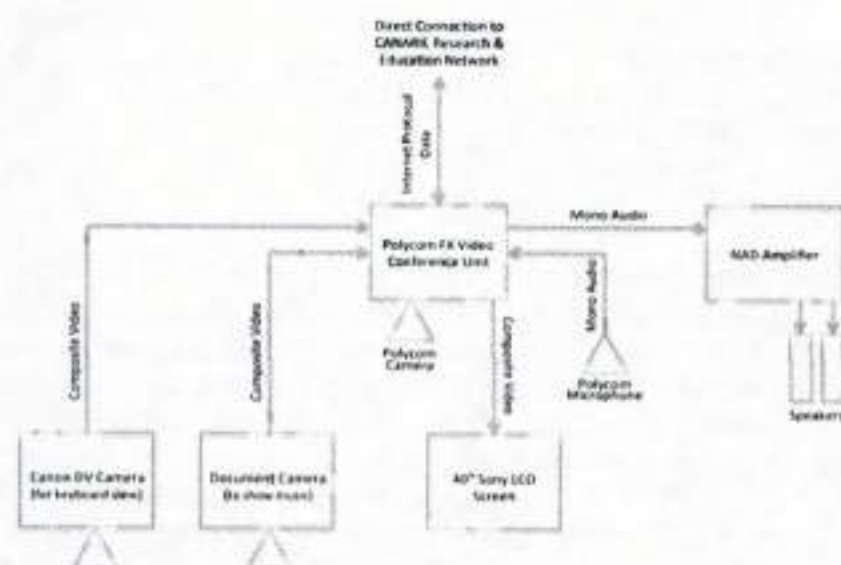 Direct Connection to
CANARIE Research &
Education Network
Internet Protocol
Data
Mono Audio
Polycom FX Video
Conference Unit
NAD Amplifier
Composite Video
Composite Video
Polycom
Camera
Composite Video
Mono Audio
Polycom
Microphone
Speakers
Canon DV Camera
(for keyboard view)
Document Camera
(to show music)
40" Sony LCD
Screen